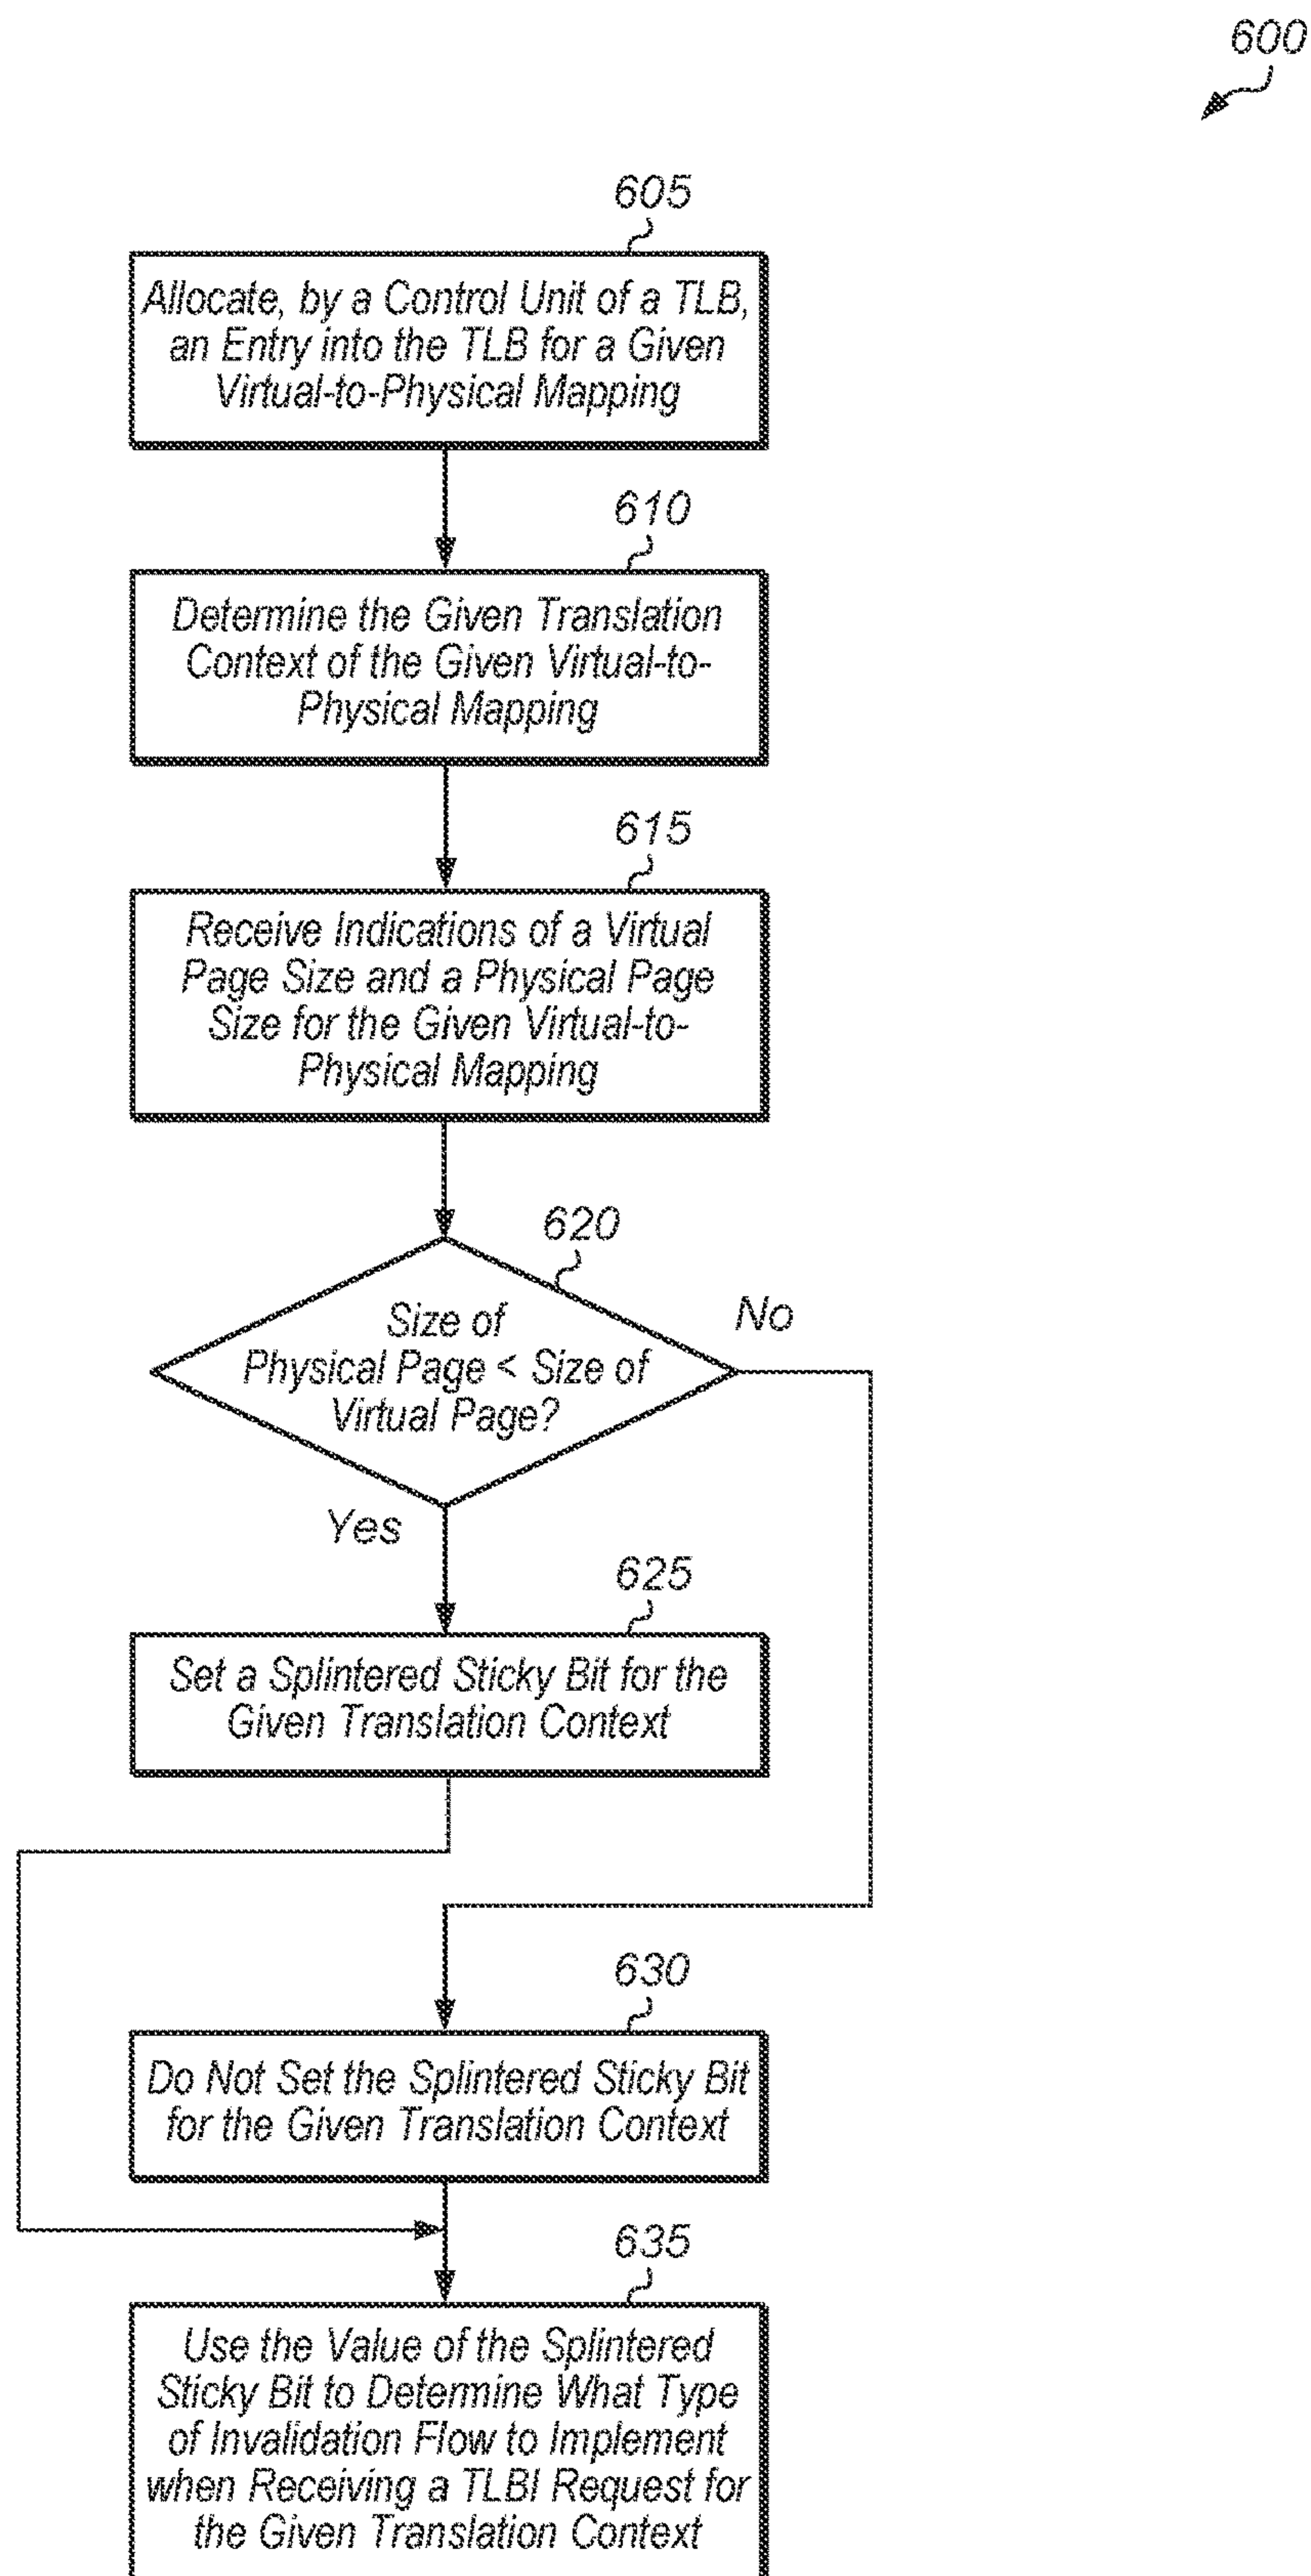 600
605
Allocate, by a Control Unit of a TLB,
an Entry into the TLB for a Given
Virtual-to-Physical Mapping
610
Determine the Given Translation
Context of the Given Virtual-to-
Physical Mapping
615
Receive Indications of a Virtual
Page Size and a Physical Page
Size for the Given Virtual-to-
Physical Mapping
620
Size of
Physical Page < Size of
Virtual Page?
No
Yes
625
Set a Splintered Sticky Bit for the
Given Translation Context
630
Do Not Set the Splintered Sticky Bit
for the Given Translation Context
635
Use the Value of the Splintered
Sticky Bit to Determine What Type
of Invalidation Flow to Implement
when Receiving a TLBI Request for
the Given Translation Context